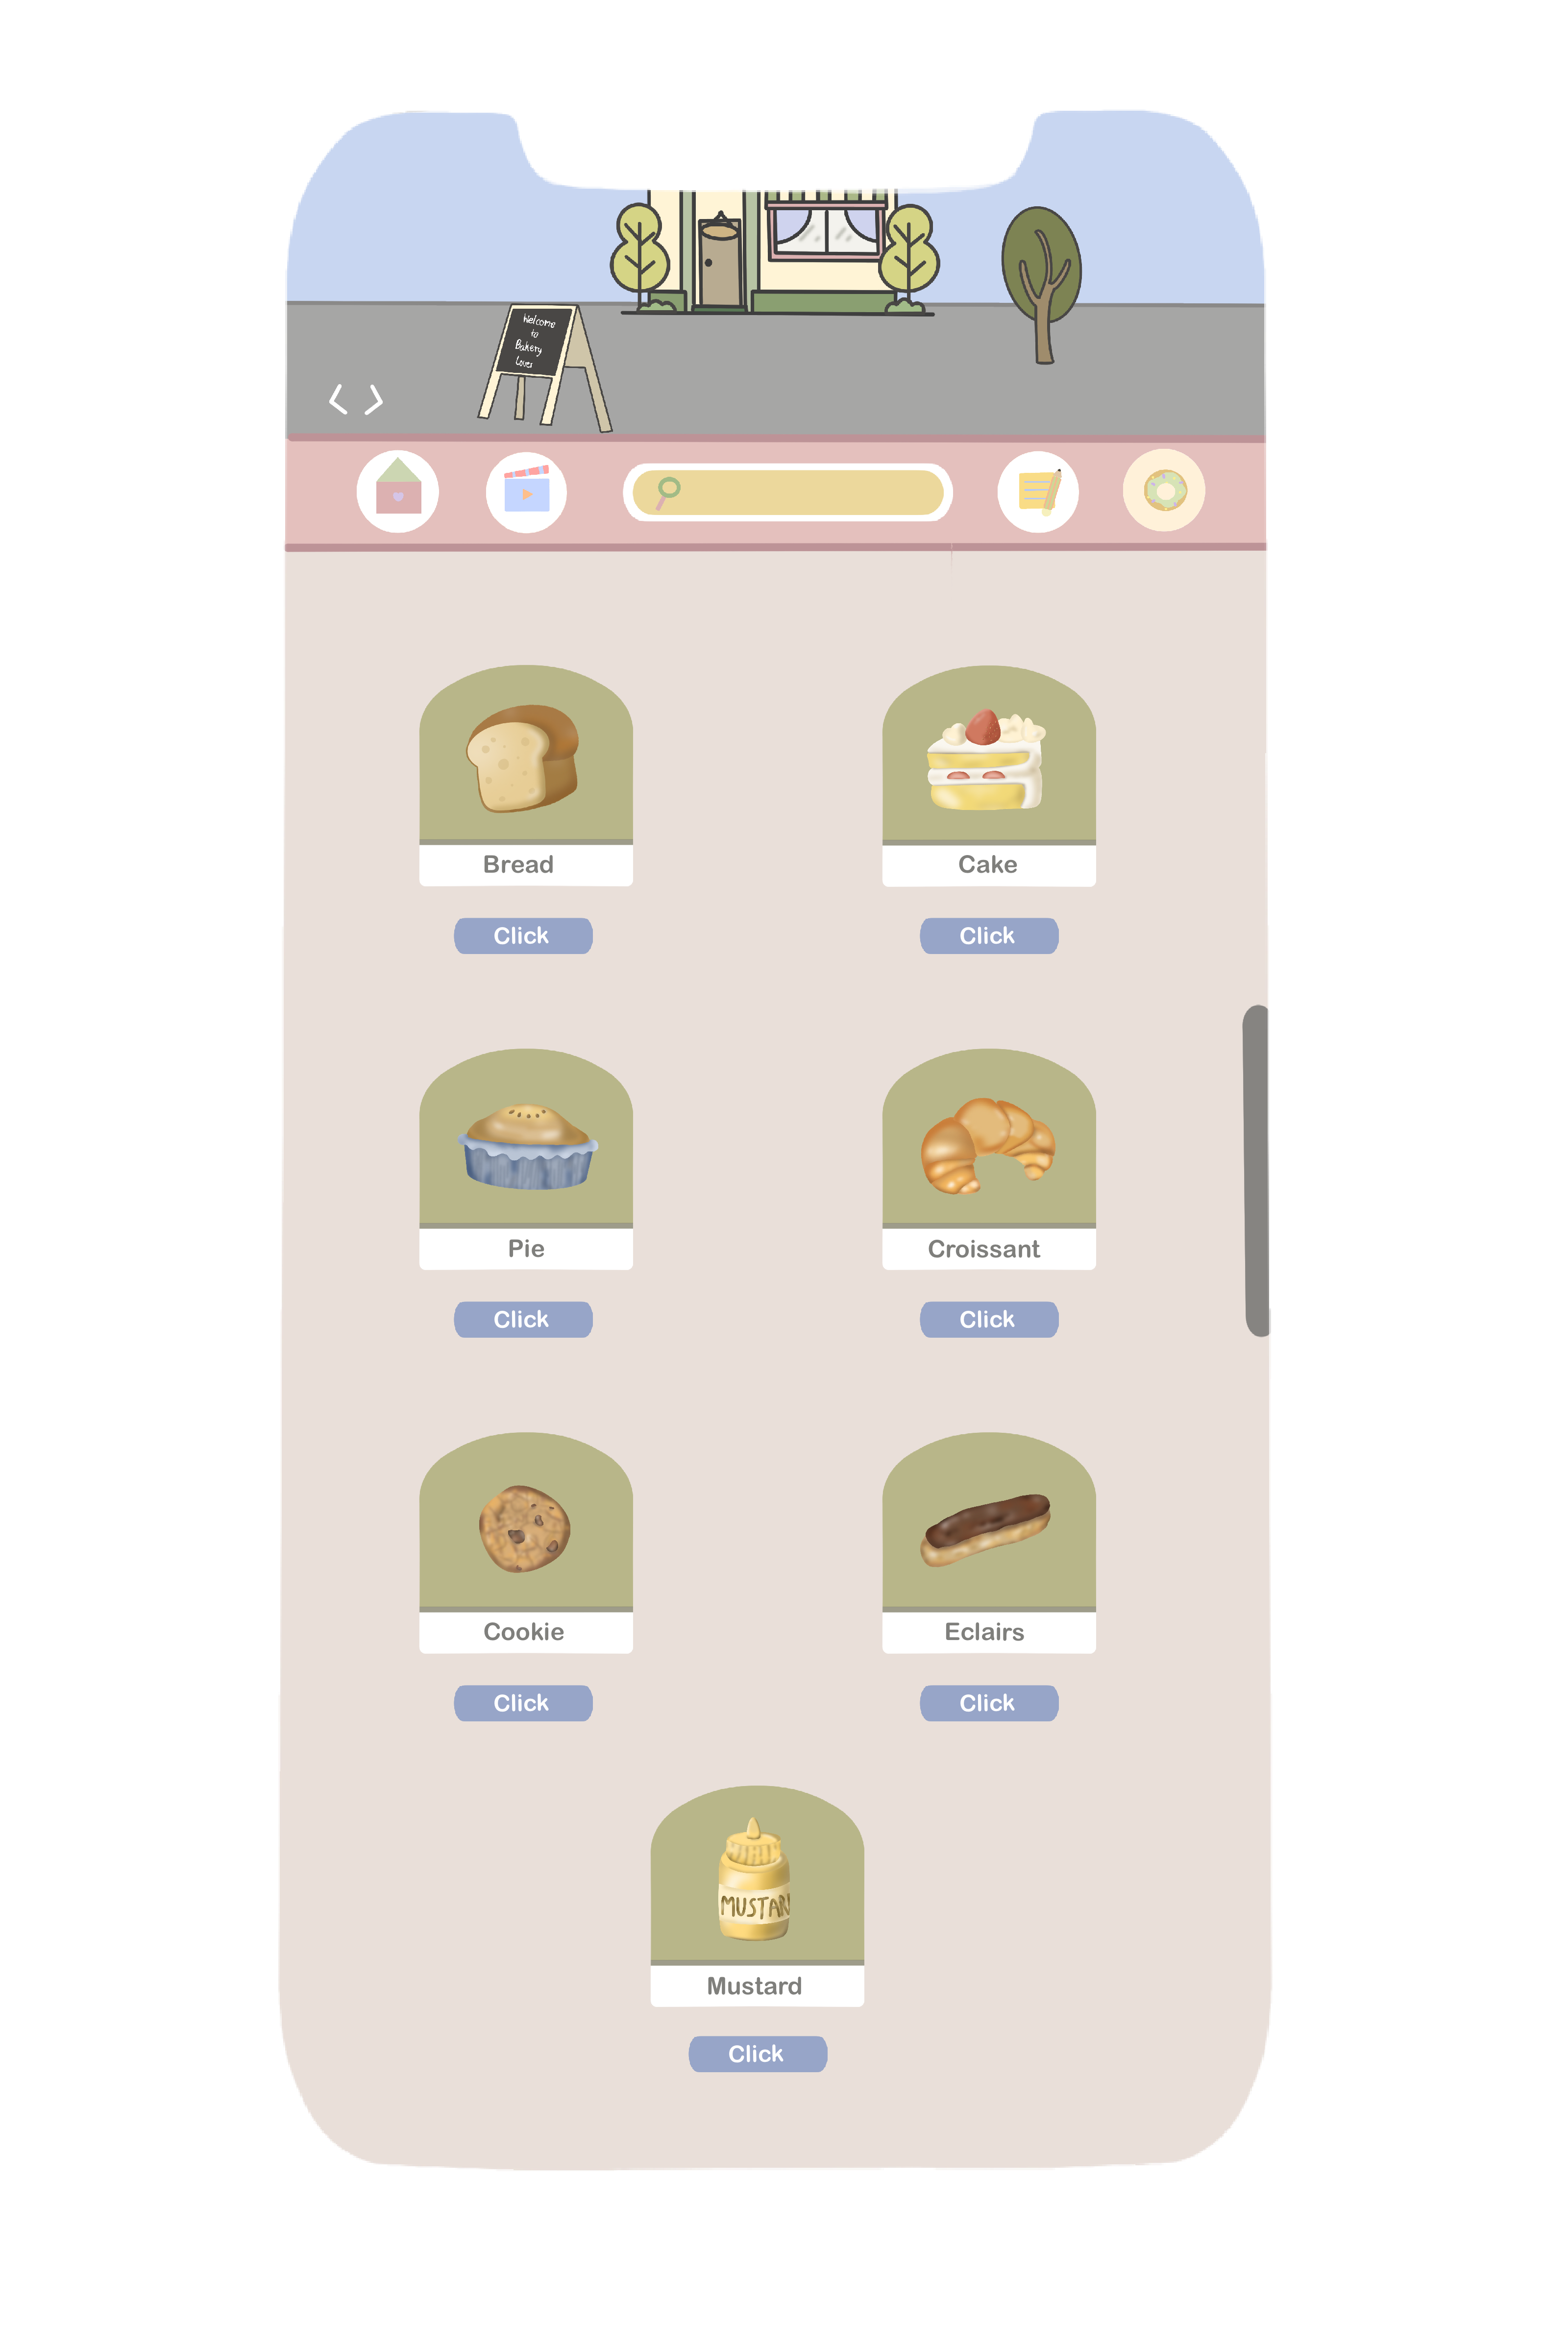 Welcome
to
Bakery
Lover
Bread
Cake
Click
Click
Pie
Croissant
Click
Click
Cookie
Eclairs
Click
Click
MUSTAR
Mustard
Click